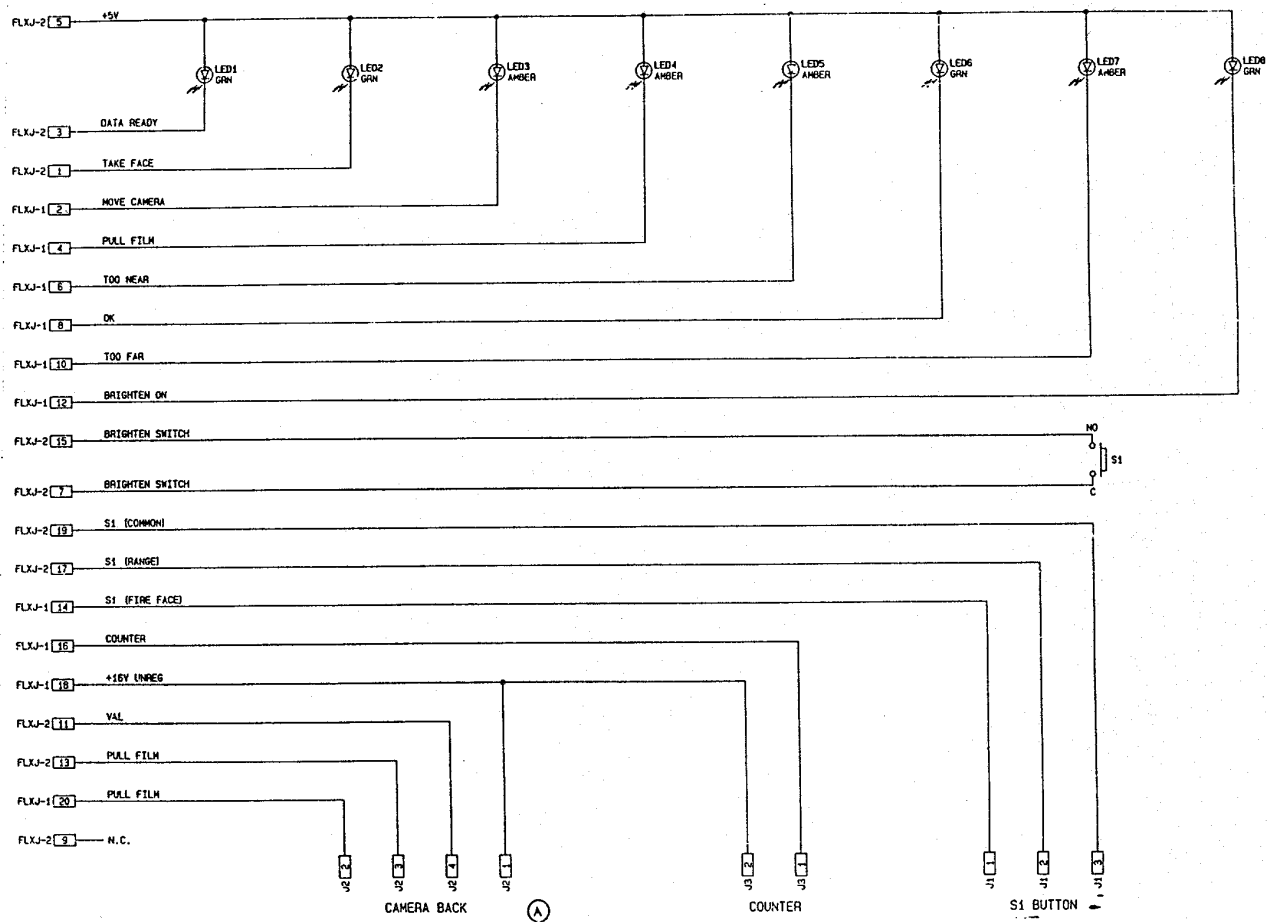 FLXJ-2 5 +5V
LED1 GRN
LED2 GRN
LED3 AMBER
LED4 AMBER
LED5 AMBER
LED6 GRN
LED7 AMBER
LED8 GRN
FLXJ-2 3 DATA READY
FLXJ-2 1 TAKE FACE
FLXJ-1 2 MOVE CAMERA
FLXJ-1 4 PULL FILM
FLXJ-1 6 TOO NEAR
FLXJ-1 8 OK
FLXJ-1 10 TOO FAR
FLXJ-1 12 BRIGHTEN ON
FLXJ-2 15 BRIGHTEN SWITCH
NO
S1
FLXJ-2 7 BRIGHTEN SWITCH
C
FLXJ-2 19 S1 (COMMON)
FLXJ-2 17 S1 (RANGE)
FLXJ-1 14 S1 (FIRE FACE)
FLXJ-1 16 COUNTER
FLXJ-1 18 +16V UNREG
FLXJ-2 11 VAL
FLXJ-2 13 PULL FILM
FLXJ-1 20 PULL FILM
FLXJ-2 9 N.C.
J2 2
J2 3
J2 4
J2 1
J3 2
J3 1
J1 1
J1 2
J1 3
CAMERA BACK
A
COUNTER
S1 BUTTON